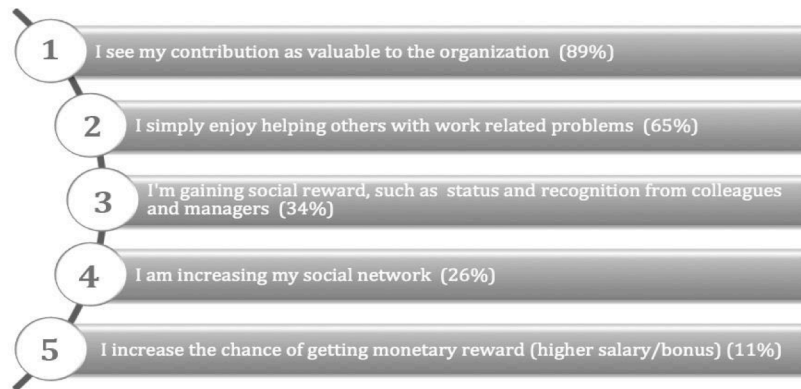 1
I see my contribution as valuable to the organization (89%)
2
I simply enjoy helping others with work related problems (65%)
3
I'm gaining social reward, such as status and recognition from colleagues
and managers (34%)
4
I am increasing my social network (26%)
5
I increase the chance of getting monetary reward (higher salary/bonus) (11%)